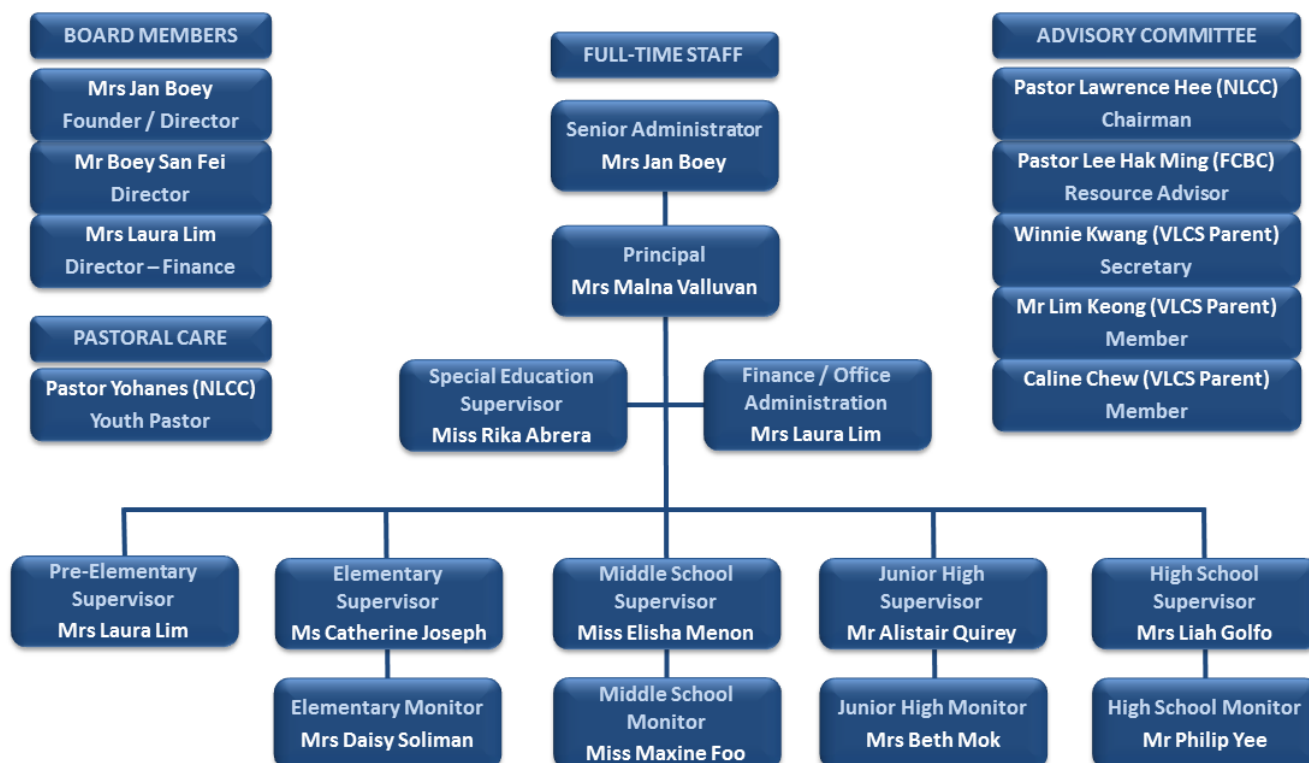 BOARD MEMBERS
Mrs Jan Boey
Founder / Director
Mr Boey San Fei
Director
Mrs Laura Lim
Director – Finance
PASTORAL CARE
Pastor Yohanes (NLCC)
Youth Pastor
FULL-TIME STAFF
Senior Administrator
Mrs Jan Boey
Principal
Mrs Malna Valluvan
Special Education
Supervisor
Miss Rika Abrera
Finance / Office
Administration
Mrs Laura Lim
ADVISORY COMMITTEE
Pastor Lawrence Hee (NLCC)
Chairman
Pastor Lee Hak Ming (FCBC)
Resource Advisor
Winnie Kwang (VLCS Parent)
Secretary
Mr Lim Keong (VLCS Parent)
Member
Caline Chew (VLCS Parent)
Member
Pre-Elementary
Supervisor
Mrs Laura Lim
Elementary
Supervisor
Ms Catherine Joseph
Middle School
Supervisor
Miss Elisha Menon
Junior High
Supervisor
Mr Alistair Quirey
High School
Supervisor
Mrs Liah Golfo
Elementary Monitor
Mrs Daisy Soliman
Middle School
Monitor
Miss Maxine Foo
Junior High Monitor
Mrs Beth Mok
High School Monitor
Mr Philip Yee